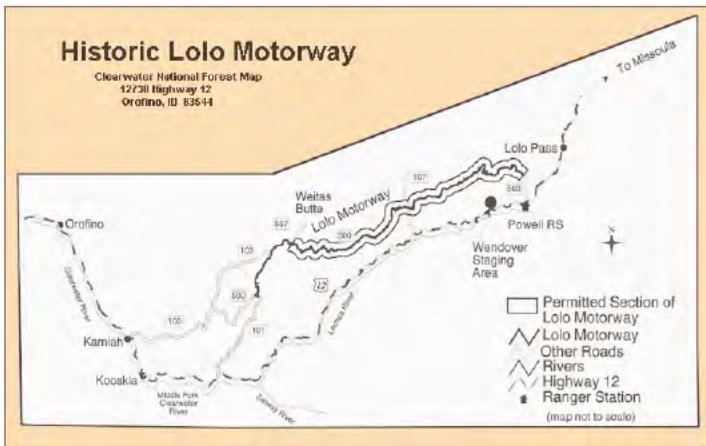 Historic Lolo Motorway
Clearwater National Forest Map
12730 Highway 12
Orofino, ID 83544
To Missoula
Lolo Pass
107
569
Weitas
Butte
Lolo Motorway
557
500
Powell RS
Wendover
Staging
Area
N
Orofino
Clearwater River
103
12
Lochsa River
500
100
101
Kamiah
Kooskia
Middle Fork
Clearwater
River
Selway River
Permitted Section of
Lolo Motorway
Lolo Motorway
Other Roads
Rivers
Highway 12
Ranger Station
(map not to scale)